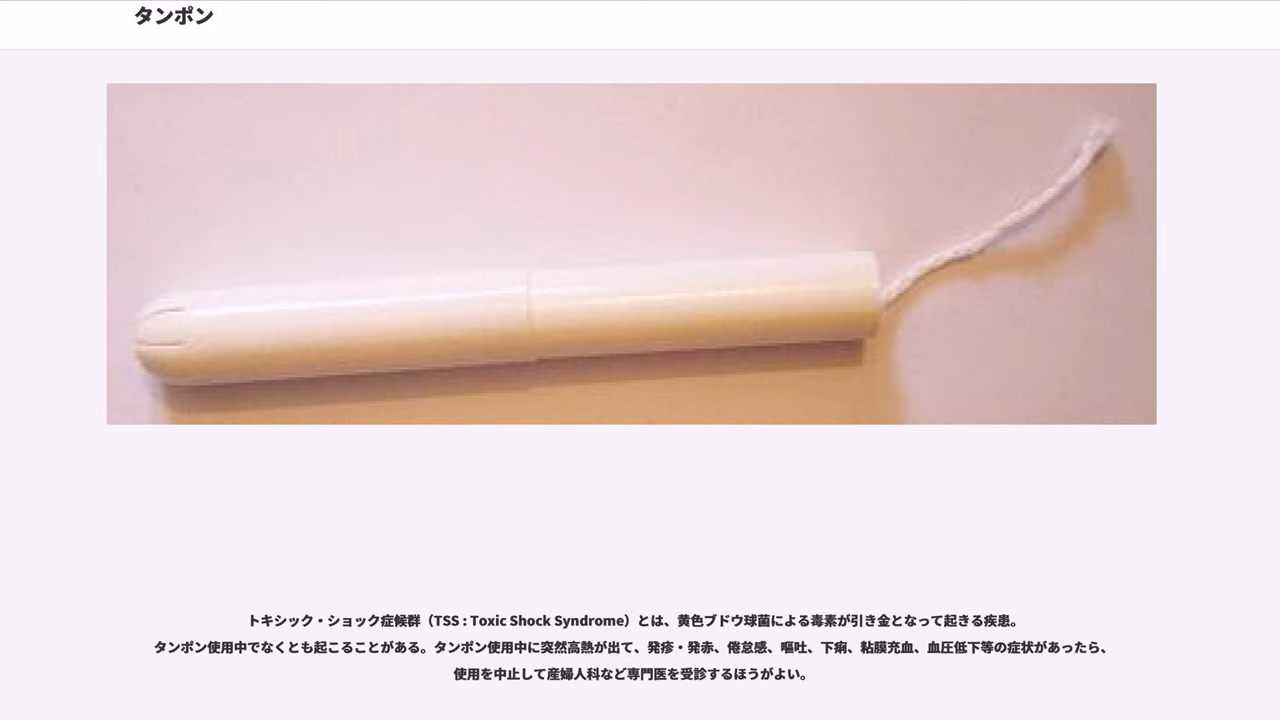 タンポン
トキシック・ショック症候群（TSS : Toxic Shock Syndrome）とは、黄色ブドウ球菌による毒素が引き金となって起きる疾患。
タンポン使用中でなくとも起こることがある。タンポン使用中に突然高熱が出て、発疹・発赤、倦怠感、嘔吐、下痢、粘膜充血、血圧低下等の症状があったら、
使用を中止して産婦人科など専門医を受診するほうがよい。